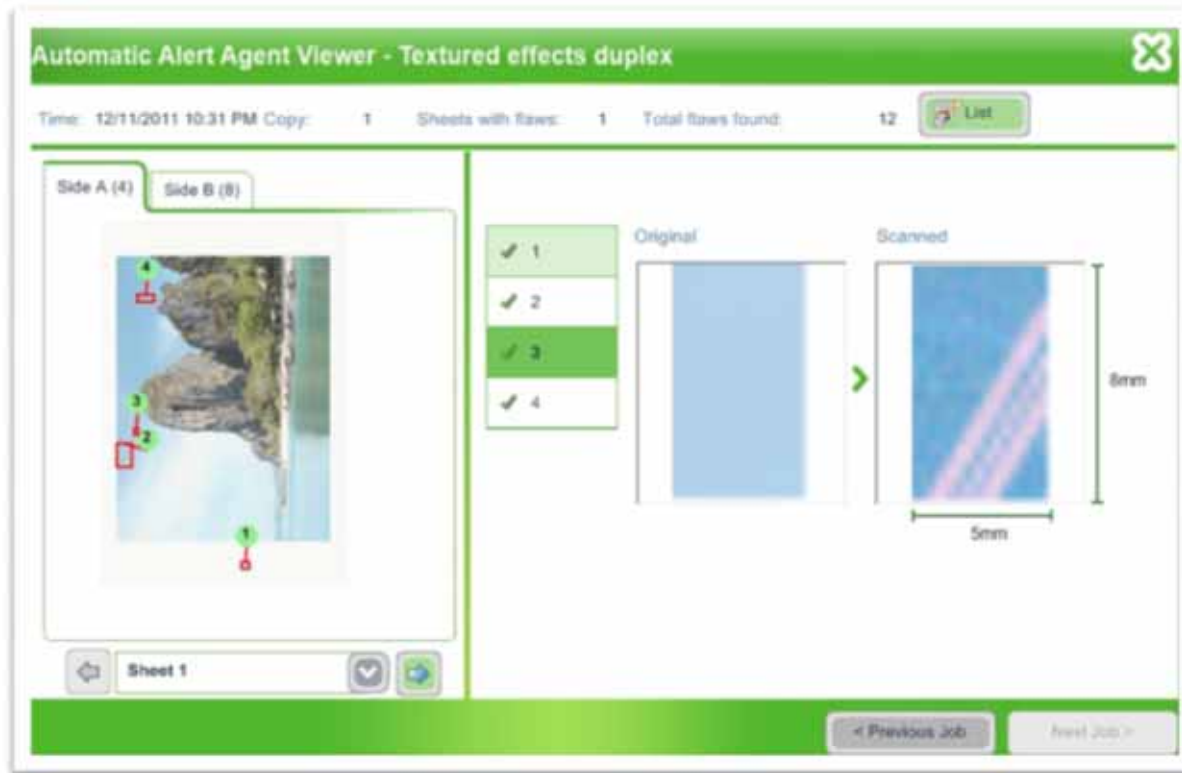 Automatic Alert Agent Viewer - Textured effects duplex
Time: 12/11/2011 10:31 PM Copy: 1 Sheets with flaws: 1 Total flaws found: 12 List
Side A (4) Side B (8)
4
3
2
1
Sheet 1
1
2
3
4
Original Scanned
8mm
5mm
< Previous Job Next Job >